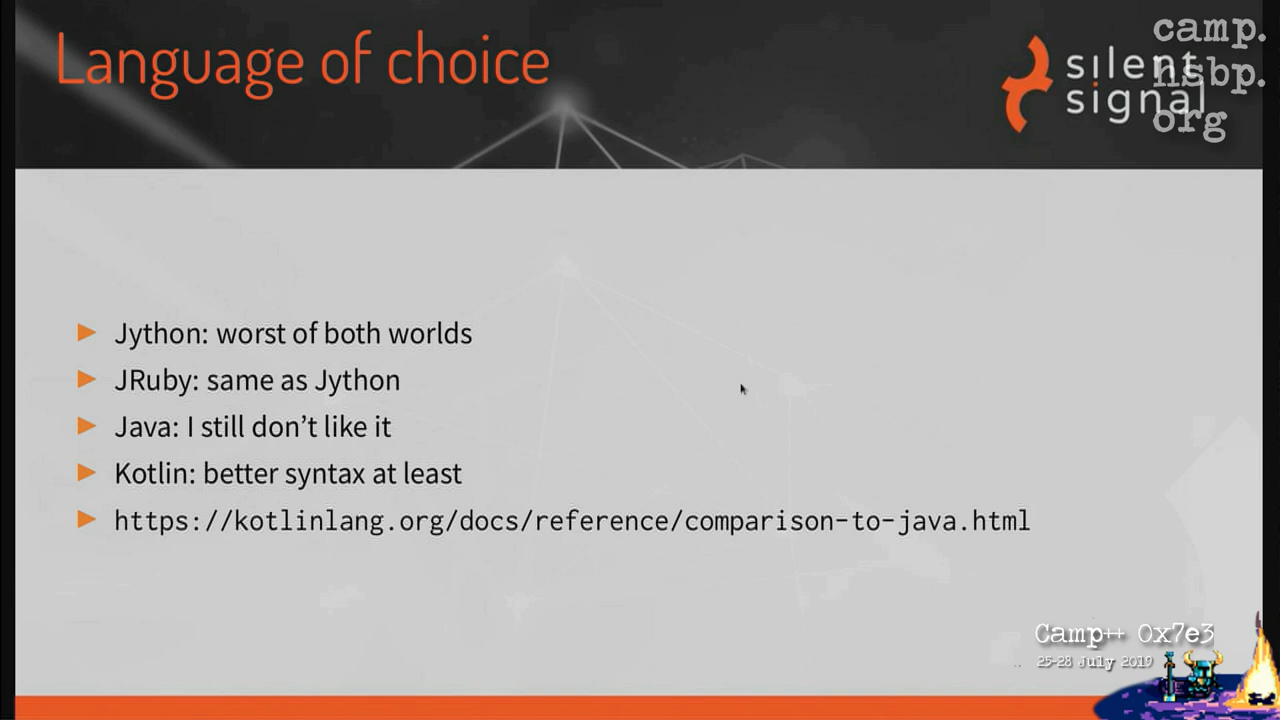 Language of choice
silent
signal
camp.
hsbp.
org
Jython: worst of both worlds
JRuby: same as Jython
Java: I still don’t like it
Kotlin: better syntax at least
https://kotlinlang.org/docs/reference/comparison-to-java.html
Camp++ 0x7e3
25-28 July 2019